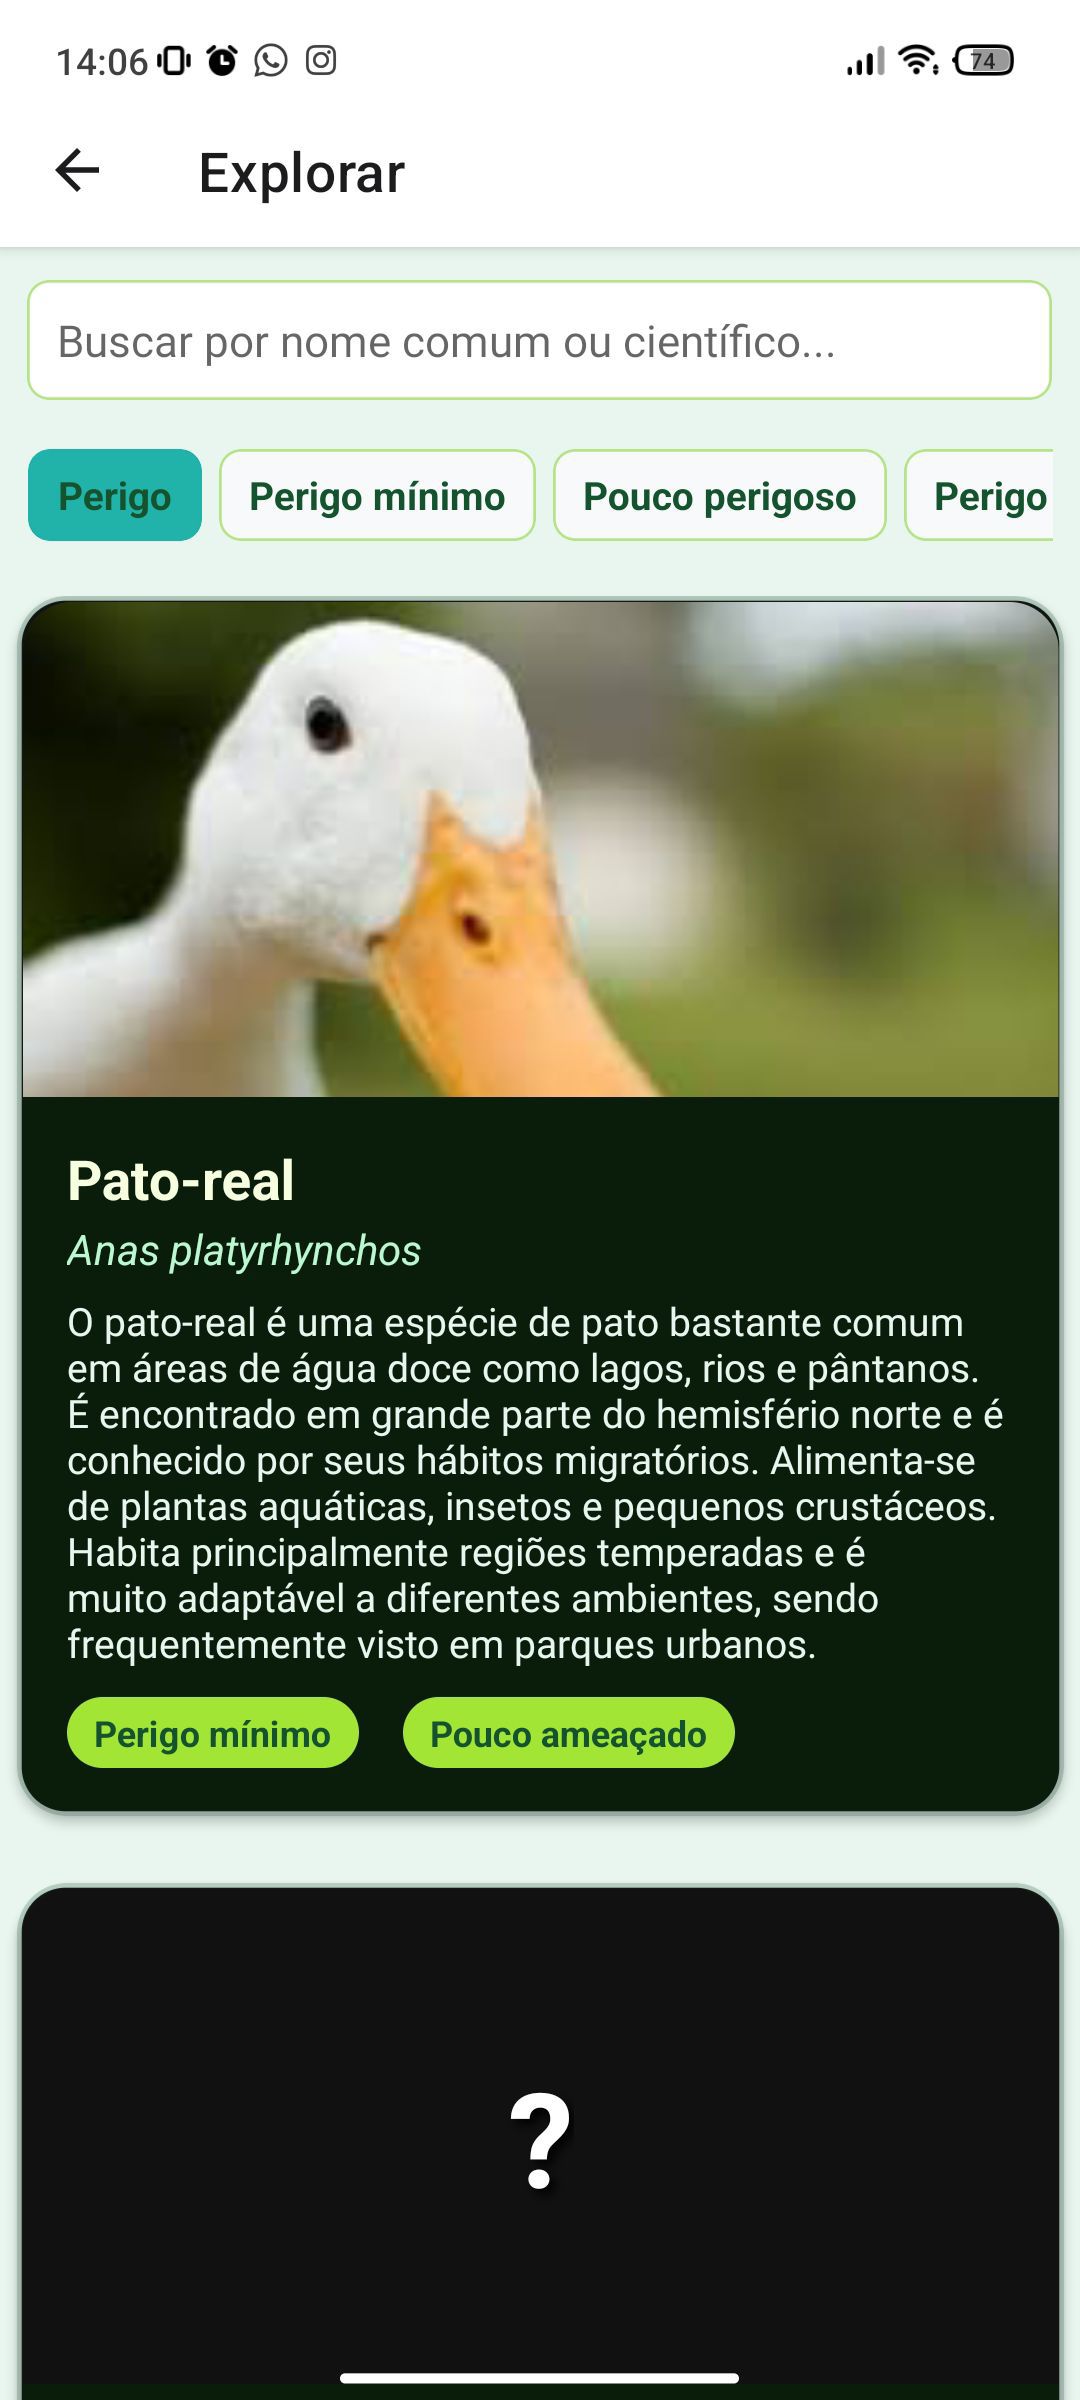 14:06
74
Explorar
Buscar por nome comum ou científico...
Perigo
Perigo mínimo
Pouco perigoso
Perigo
Pato-real
Anas platyrhynchos
O pato-real é uma espécie de pato bastante comum
em áreas de água doce como lagos, rios e pântanos.
É encontrado em grande parte do hemisfério norte e é
conhecido por seus hábitos migratórios. Alimenta-se
de plantas aquáticas, insetos e pequenos crustáceos.
Habita principalmente regiões temperadas e é
muito adaptável a diferentes ambientes, sendo
frequentemente visto em parques urbanos.
Perigo mínimo
Pouco ameaçado
?